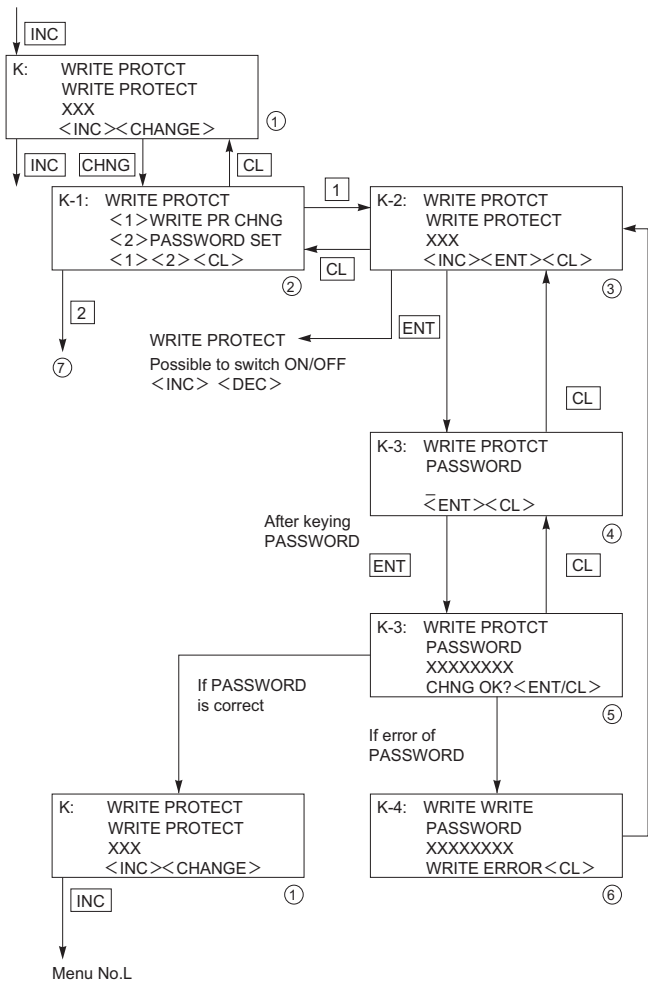 INC
K: WRITE PROTCT
WRITE PROTECT
XXX
<INC><CHANGE>
①
INC
CHNG
CL
K-1: WRITE PROTCT
<1>WRITE PR CHNG
<2>PASSWORD SET
<1><2><CL>
②
1
CL
K-2: WRITE PROTCT
WRITE PROTECT
XXX
<INC><ENT><CL>
③
2
⑦
WRITE PROTECT
Possible to switch ON/OFF
<INC> <DEC>
ENT
CL
K-3: WRITE PROTCT
PASSWORD
_
<ENT><CL>
④
After keying
PASSWORD
ENT
CL
K-3: WRITE PROTCT
PASSWORD
XXXXXXXX
CHNG OK?<ENT/CL>
⑤
If PASSWORD
is correct
If error of
PASSWORD
K: WRITE PROTECT
WRITE PROTECT
XXX
<INC><CHANGE>
①
K-4: WRITE WRITE
PASSWORD
XXXXXXXX
WRITE ERROR<CL>
⑥
INC
Menu No.L